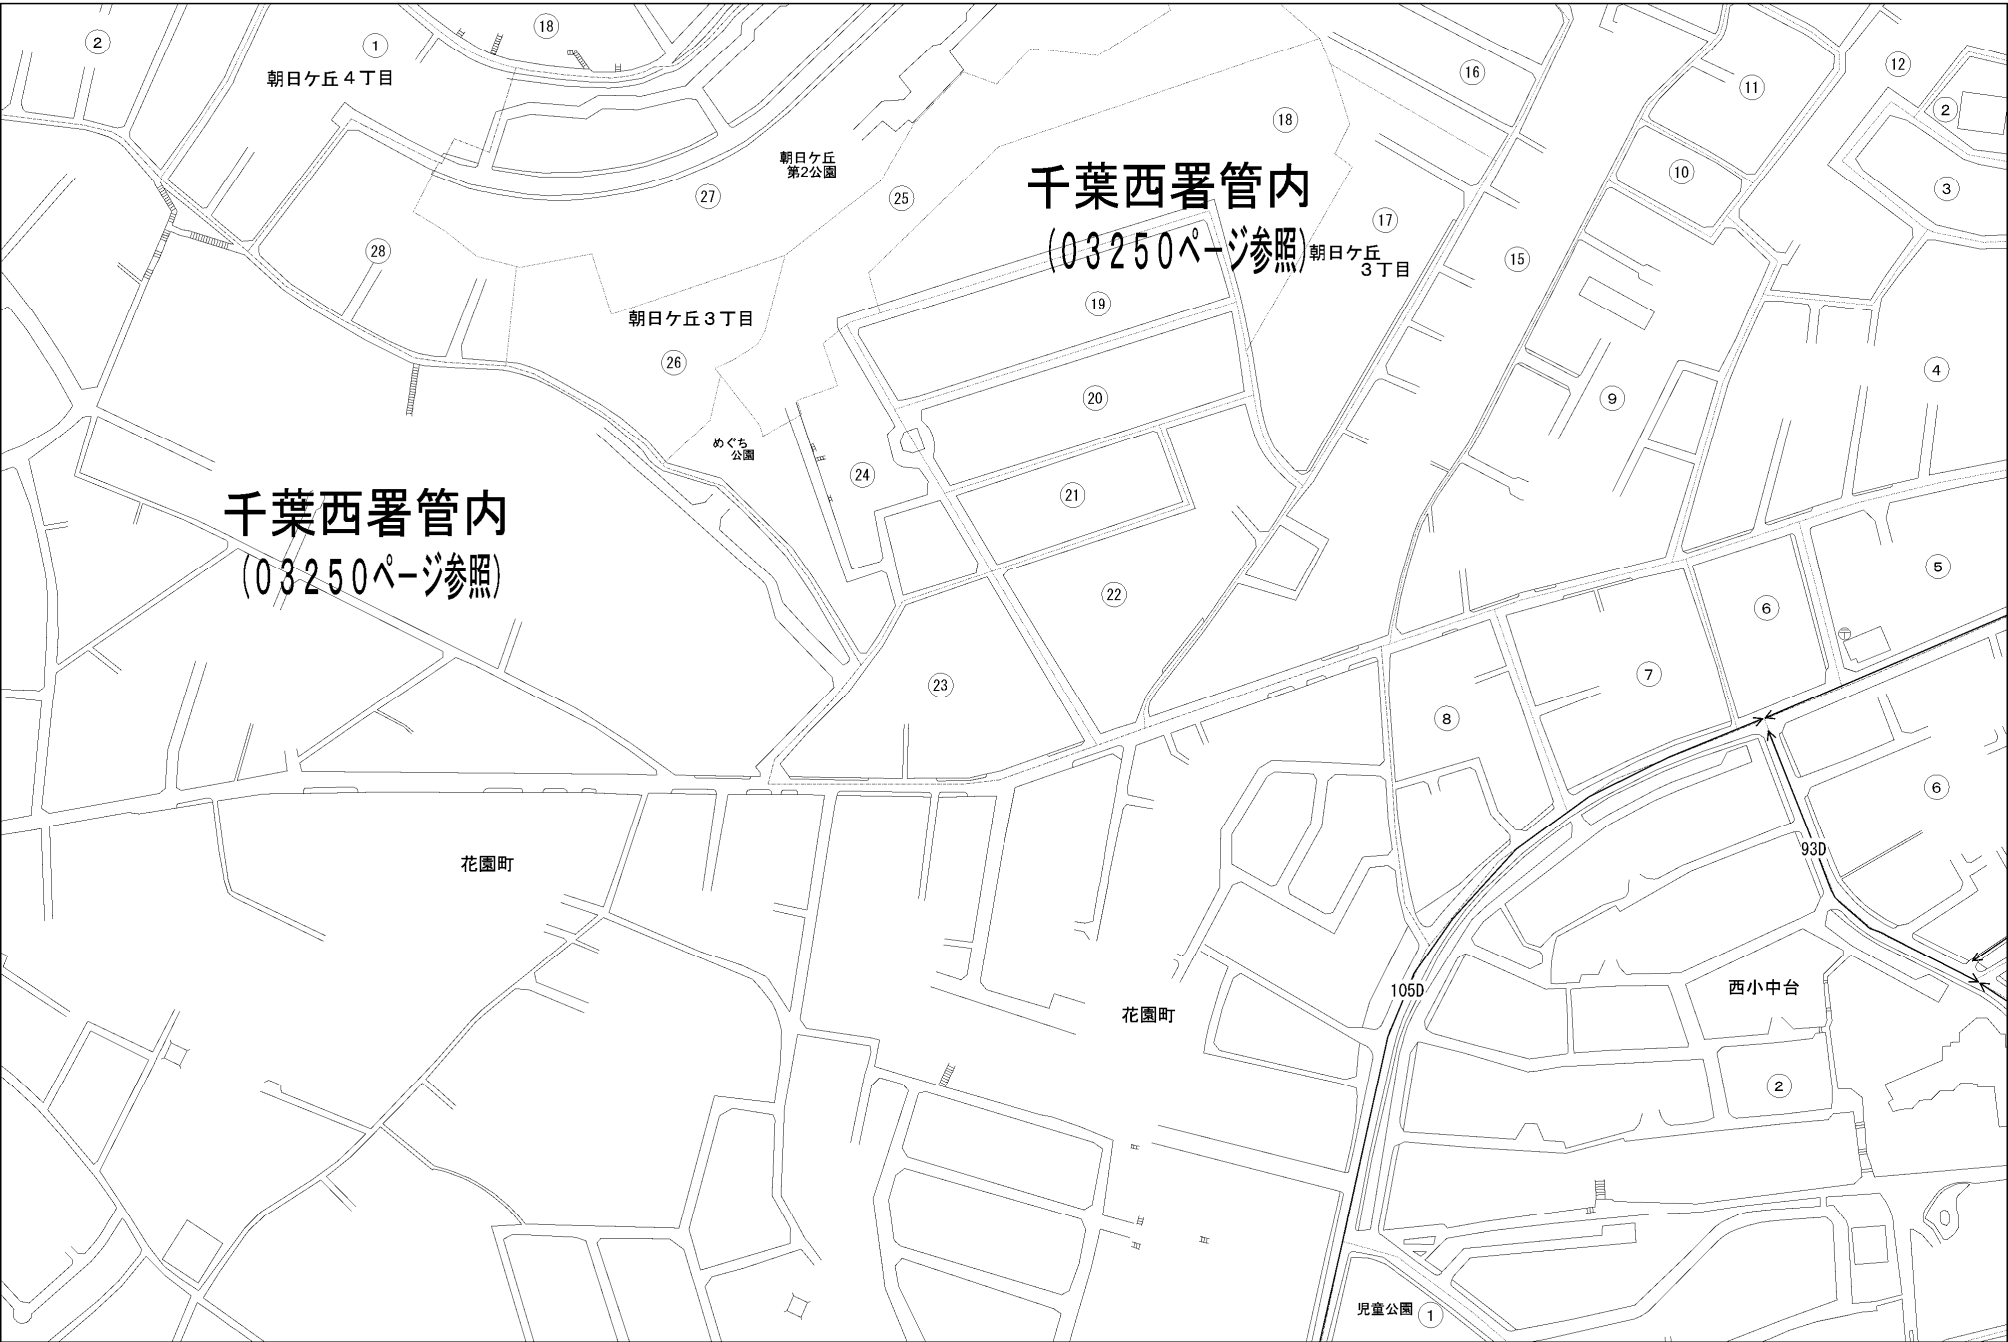 18
2
1
朝日ケ丘４丁目
16
12
11
2
18
朝日ケ丘
第2公園
10
3
千葉西署管内
(03250ページ参照)
27
25
17
28
朝日ケ丘
3丁目
15
19
朝日ケ丘３丁目
26
4
20
9
めぐち
公園
24
21
千葉西署管内
(03250ページ参照)
5
22
6
7
23
8
6
93D
花園町
西小中台
105D
花園町
2
児童公園
1